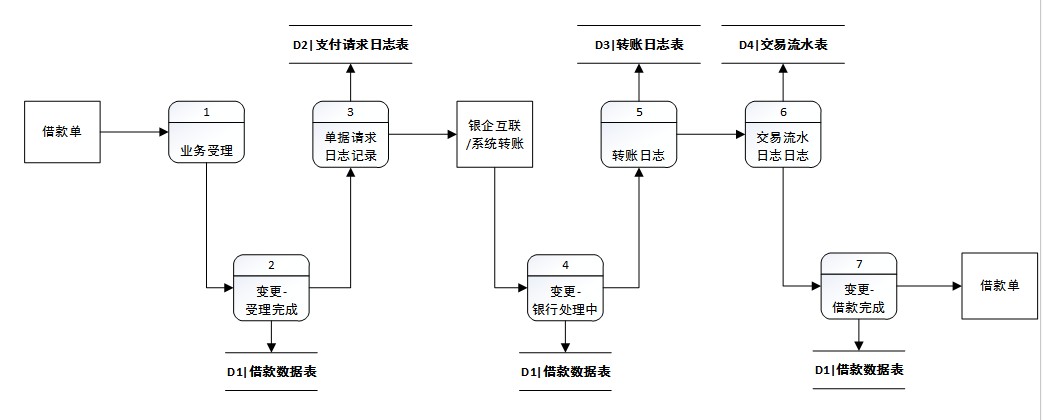 D2|支付请求日志表
D3|转账日志表
D4|交易流水表
借款单
1
业务受理
3
单据请求
日志记录
银企互联
/系统转账
5
转账日志
6
交易流水
日志日志
2
变更-
受理完成
4
变更-
银行处理中
7
变更-
借款完成
借款单
D1|借款数据表
D1|借款数据表
D1|借款数据表